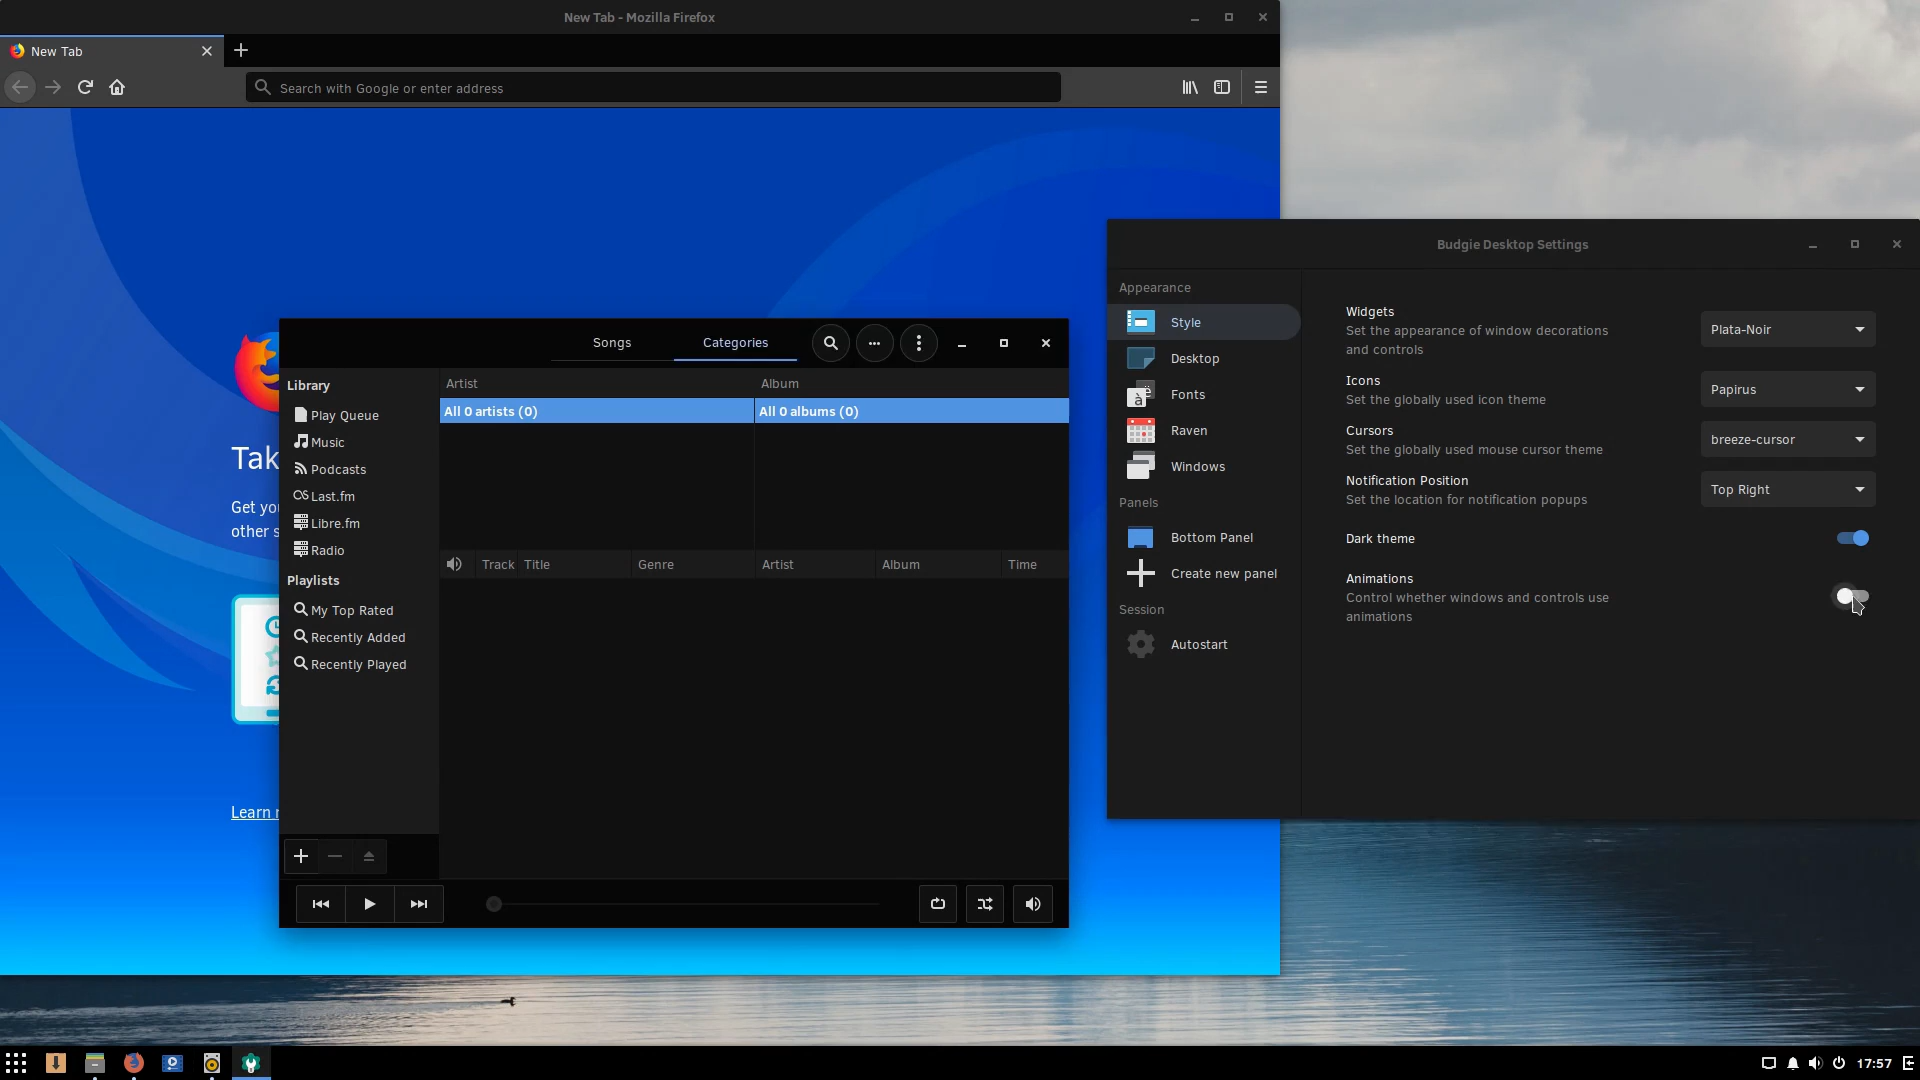 New Tab - Mozilla Firefox
New Tab
Search with Google or enter address
Tak
Get yo
other s
Learn
Songs
Categories
Library
Play Queue
Music
Podcasts
Last.fm
Libre.fm
Radio
Playlists
My Top Rated
Recently Added
Recently Played
Artist
Album
All 0 artists (0)
All 0 albums (0)
Track
Title
Genre
Artist
Album
Time
Budgie Desktop Settings
Appearance
Style
Desktop
Fonts
Raven
Windows
Panels
Bottom Panel
Create new panel
Session
Autostart
Widgets
Set the appearance of window decorations
and controls
Plata-Noir
Icons
Set the globally used icon theme
Papirus
Cursors
Set the globally used mouse cursor theme
breeze-cursor
Notification Position
Set the location for notification popups
Top Right
Dark theme
Animations
Control whether windows and controls use
animations
17:57